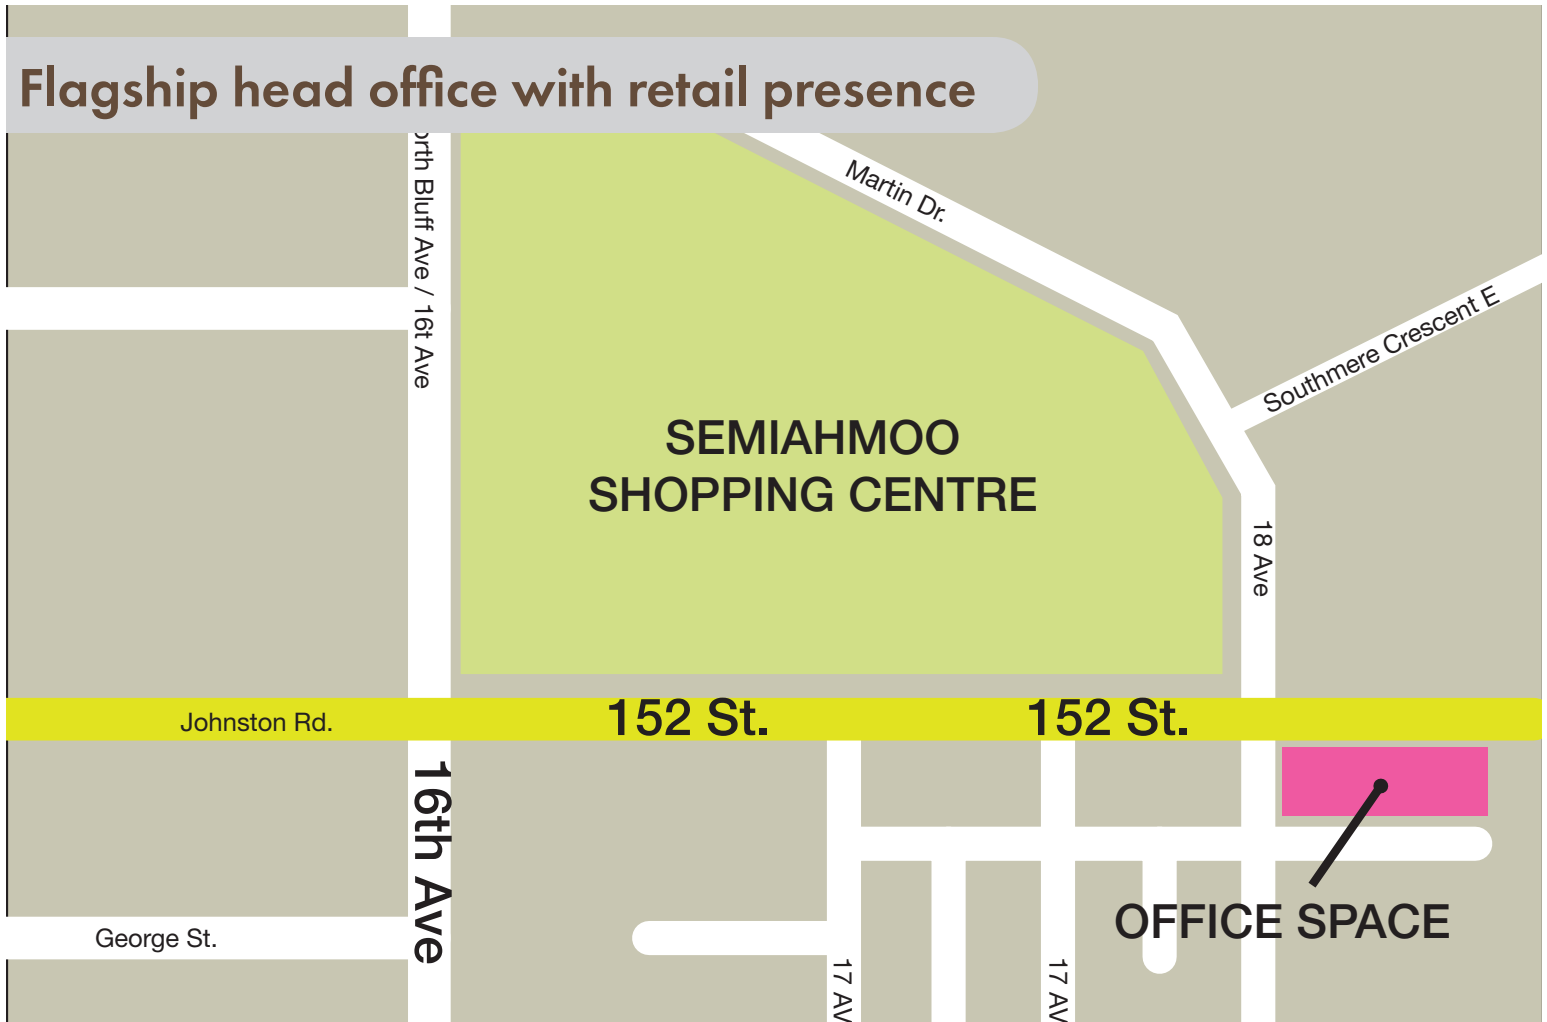 Flagship head office with retail presence
orth Bluff Ave / 16t Ave
Martin Dr.
Southmere Crescent E
SEMIAHMOO
SHOPPING CENTRE
18 Ave
Johnston Rd.
152 St.
152 St.
16th Ave
OFFICE SPACE
George St.
17 AV
17 AV